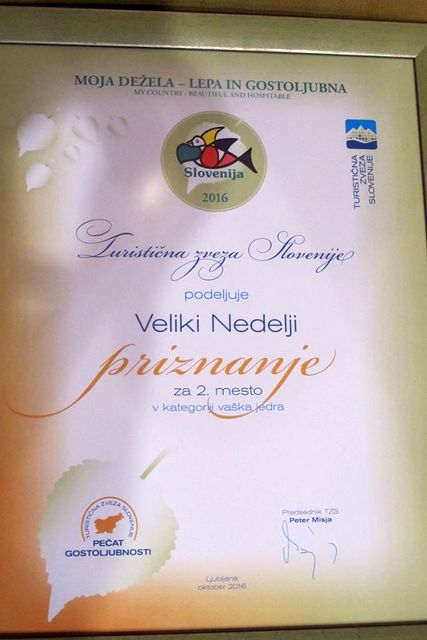 MOJA DEŽELA – LEPA IN GOSTOLJUBNA
MY COUNTRY - BEAUTIFUL AND HOSPITABLE
Slovenija
2016
TURISTIČNA
ZVEZA
SLOVENIJE
Turistična zveza Slovenije
podeljuje
Veliki Nedelji
priznanje
za 2. mesto
v kategoriji vaška jedra
TURISTIČNA ZVEZA SLOVENIJE
PEČAT
GOSTOLJUBNOSTI
Predsednik TZS
Peter Misja
Ljubljana
oktober 2016